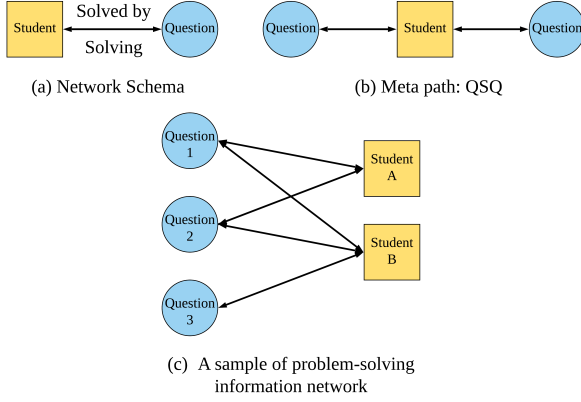 Student
Solved by
Solving
Question
Question
Student
Question
(a) Network Schema
(b) Meta path: QSQ
Question
1
Student
A
Question
2
Student
B
Question
3
(c) A sample of problem-solving
information network